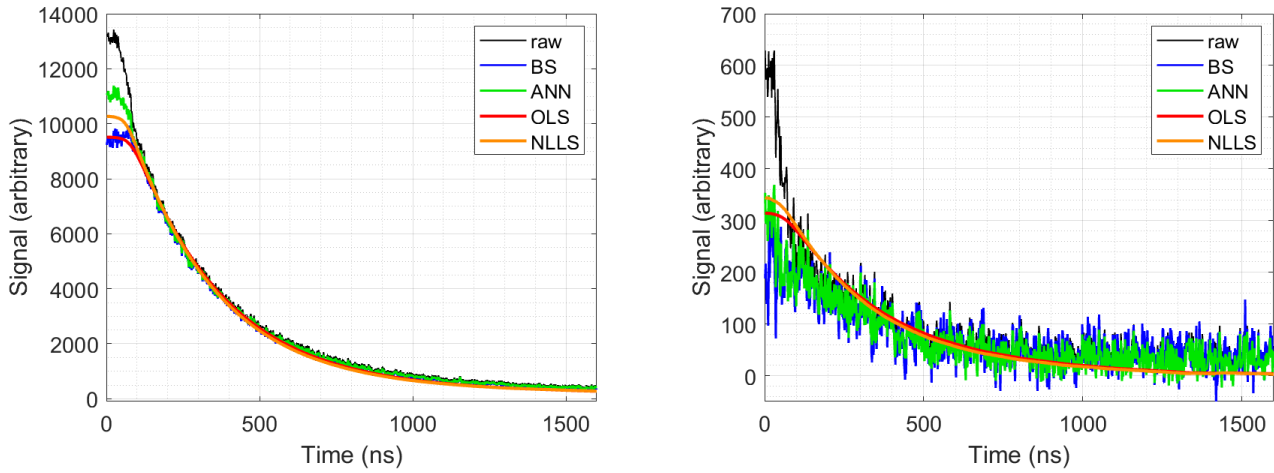 14000
12000
10000
8000
6000
4000
2000
0
Signal (arbitrary)
0 500 1000 1500
Time (ns)
raw
BS
ANN
OLS
NLLS
700
600
500
400
300
200
100
0
Signal (arbitrary)
0 500 1000 1500
Time (ns)
raw
BS
ANN
OLS
NLLS